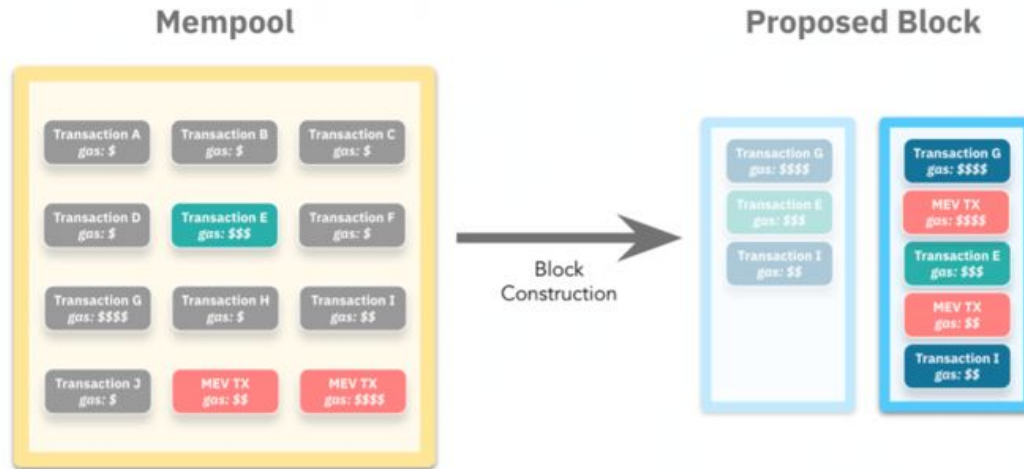 Mempool
Proposed Block
Transaction A
gas: $
Transaction B
gas: $
Transaction C
gas: $
Transaction D
gas: $
Transaction E
gas: $$$
Transaction F
gas: $
Transaction G
gas: $$$$
Transaction H
gas: $
Transaction I
gas: $$
Transaction J
gas: $
MEV TX
gas: $$
MEV TX
gas: $$$$
Block
Construction
Transaction G
gas: $$$$
Transaction E
gas: $$$
Transaction I
gas: $$
Transaction G
gas: $$$$
MEV TX
gas: $$$$
Transaction E
gas: $$$
MEV TX
gas: $$
Transaction I
gas: $$